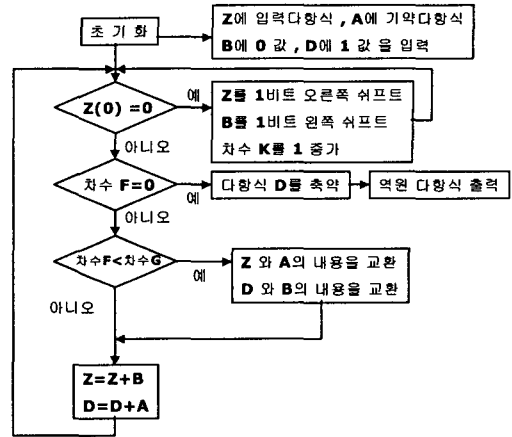 초 기 화
Z에 입력다항식 , A에 기약다항식
B에 0 값 , D에 1 값 을 입력
Z(0) =0
예
Z를 1비트 오른쪽 쉬프트
B를 1비트 왼쪽 쉬프트
차수 K를 1 증가
아니오
차수 F=0
예
다항식 D를 축약
역원 다항식 출력
아니오
차수F<차수G
예
Z 와 A의 내용을 교환
D 와 B의 내용을 교환
아니오
Z=Z+B
D=D+A